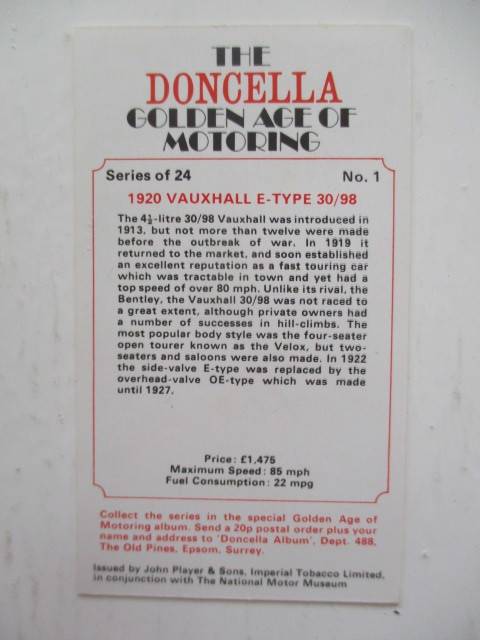 THE
DONCELLA
GOLDEN AGE OF
MOTORING
Series of 24 No. 1
1920 VAUXHALL E-TYPE 30/98
The 4½-litre 30/98 Vauxhall was introduced in
1913, but not more than twelve were made
before the outbreak of war. In 1919 it
returned to the market, and soon established
an excellent reputation as a fast touring car
which was tractable in town and yet had a
top speed of over 80 mph. Unlike its rival, the
Bentley, the Vauxhall 30/98 was not raced to
a great extent, although private owners had
a number of successes in hill-climbs. The
most popular body style was the four-seater
open tourer known as the Velox, but two-
seaters and saloons were also made. In 1922
the side-valve E-type was replaced by the
overhead-valve OE-type which was made
until 1927.
Price: £1,475
Maximum Speed: 85 mph
Fuel Consumption: 22 mpg
Collect the series in the special Golden Age of
Motoring album. Send a 20p postal order plus your
name and address to 'Doncella Album', Dept. 488,
The Old Pines, Epsom, Surrey.
Issued by John Player & Sons, Imperial Tobacco Limited,
in conjunction with The National Motor Museum